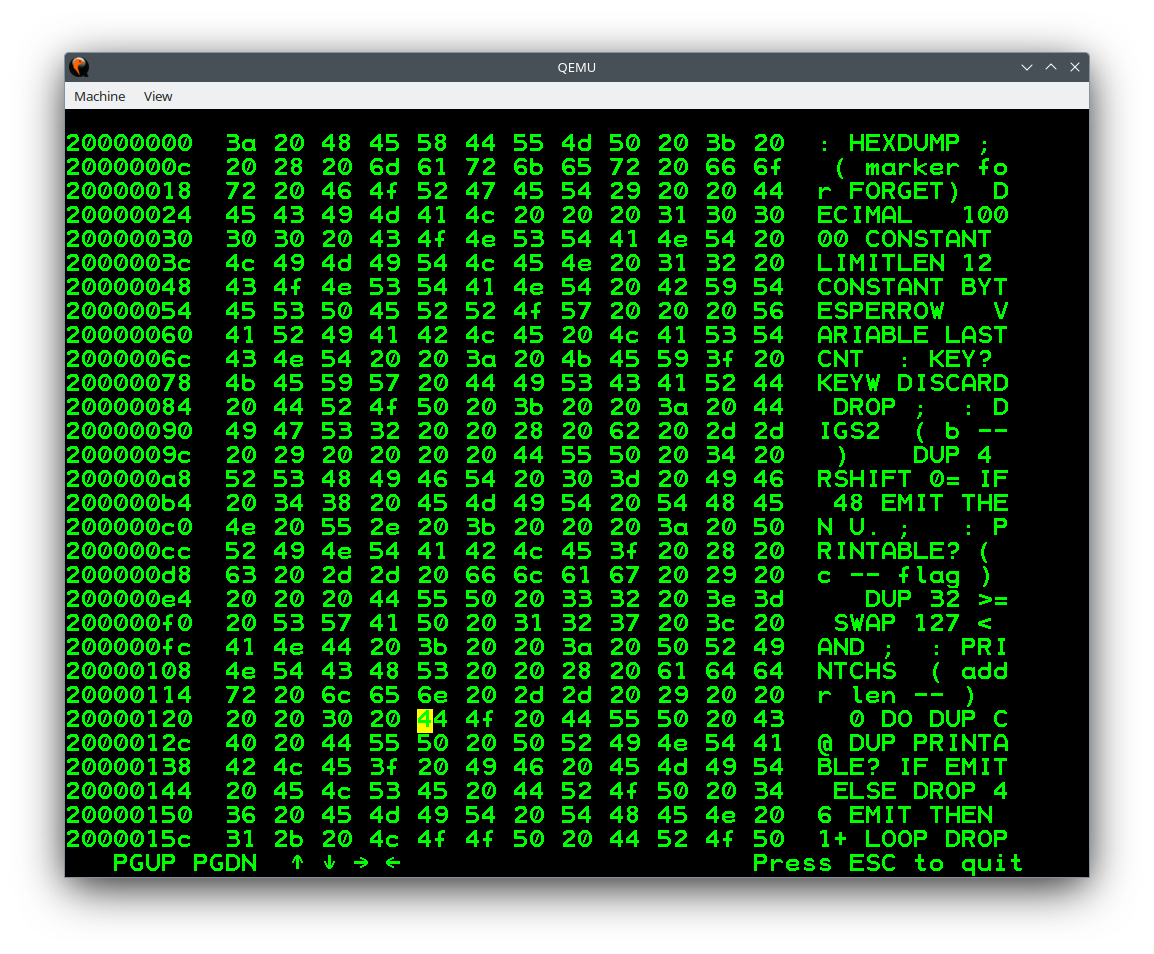 QEMU
Machine View
20000000 3a 20 48 45 58 44 55 4d 50 20 3b 20 : HEXDUMP ;
2000000c 20 28 20 6d 61 72 6b 65 72 20 66 6f ( marker fo
20000018 72 20 46 4f 52 47 45 54 29 20 20 44 r FORGET)  D
20000024 45 43 49 4d 41 4c 20 20 20 31 30 30 ECIMAL   100
20000030 30 30 20 43 4f 4e 53 54 41 4e 54 20 00 CONSTANT
2000003c 4c 49 4d 49 54 4c 45 4e 20 31 32 20 LIMITLEN 12
20000048 43 4f 4e 53 54 41 4e 54 20 42 59 54 CONSTANT BYT
20000054 45 53 50 45 52 52 4f 57 20 20 20 56 ESPERROW   V
20000060 41 52 49 41 42 4c 45 20 4c 41 53 54 ARIABLE LAST
2000006c 43 4e 54 20 20 3a 20 4b 45 59 3f 20 CNT  : KEY?
20000078 4b 45 59 57 20 44 49 53 43 41 52 44 KEYW DISCARD
20000084 20 44 52 4f 50 20 3b 20 20 3a 20 44 DROP ;  : D
20000090 49 47 53 32 20 20 28 20 62 20 2d 2d IGS2  ( b --
2000009c 20 29 20 20 20 20 44 55 50 20 34 20 )    DUP 4
200000a8 52 53 48 49 46 54 20 30 3d 20 49 46 RSHIFT 0= IF
200000b4 20 34 38 20 45 4d 49 54 20 54 48 45 48 EMIT THE
200000c0 4e 20 55 2e 20 3b 20 20 20 3a 20 50 N U. ;   : P
200000cc 52 49 4e 54 41 42 4c 45 3f 20 28 20 RINTABLE? (
200000d8 63 20 2d 2d 20 66 6c 61 67 20 29 20 c -- flag )
200000e4 20 20 20 44 55 50 20 33 32 20 3e 3d DUP 32 >=
200000f0 20 53 57 41 50 20 31 32 37 20 3c 20 SWAP 127 <
200000fc 41 4e 44 20 3b 20 20 3a 20 50 52 49 AND ;  : PRI
20000108 4e 54 43 48 53 20 20 28 20 61 64 64 NTCHS  ( add
20000114 72 20 6c 65 6e 20 2d 2d 20 29 20 20 r len -- )
20000120 20 20 30 20 44 4f 20 44 55 50 20 43 0 DO DUP C
2000012c 40 20 44 55 50 20 50 52 49 4e 54 41 @ DUP PRINTA
20000138 42 4c 45 3f 20 49 46 20 45 4d 49 54 BLE? IF EMIT
20000144 20 45 4c 53 45 20 44 52 4f 50 20 34 ELSE DROP 4
20000150 36 20 45 4d 49 54 20 54 48 45 4e 20 6 EMIT THEN
2000015c 31 2b 20 4c 4f 4f 50 20 44 52 4f 50 1+ LOOP DROP
PGUP PGDN ↑ ↓ → ← Press ESC to quit